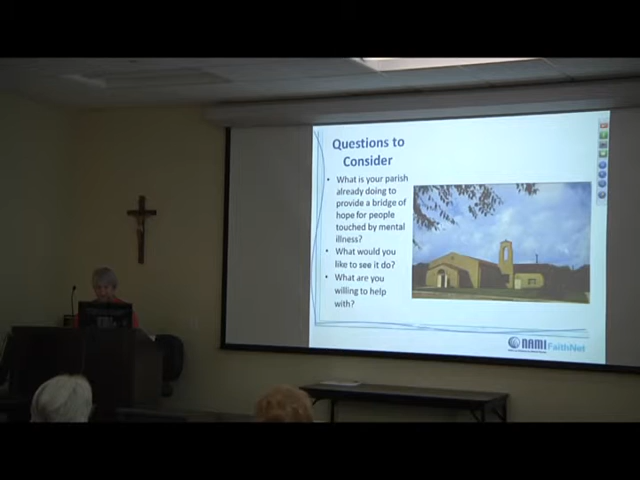 Questions to
Consider
• What is your parish
already doing to
provide a bridge of
hope for people
touched by mental
illness?
• What would you
like to see it do?
• What are you
willing to help
with?
NAMI FaithNet